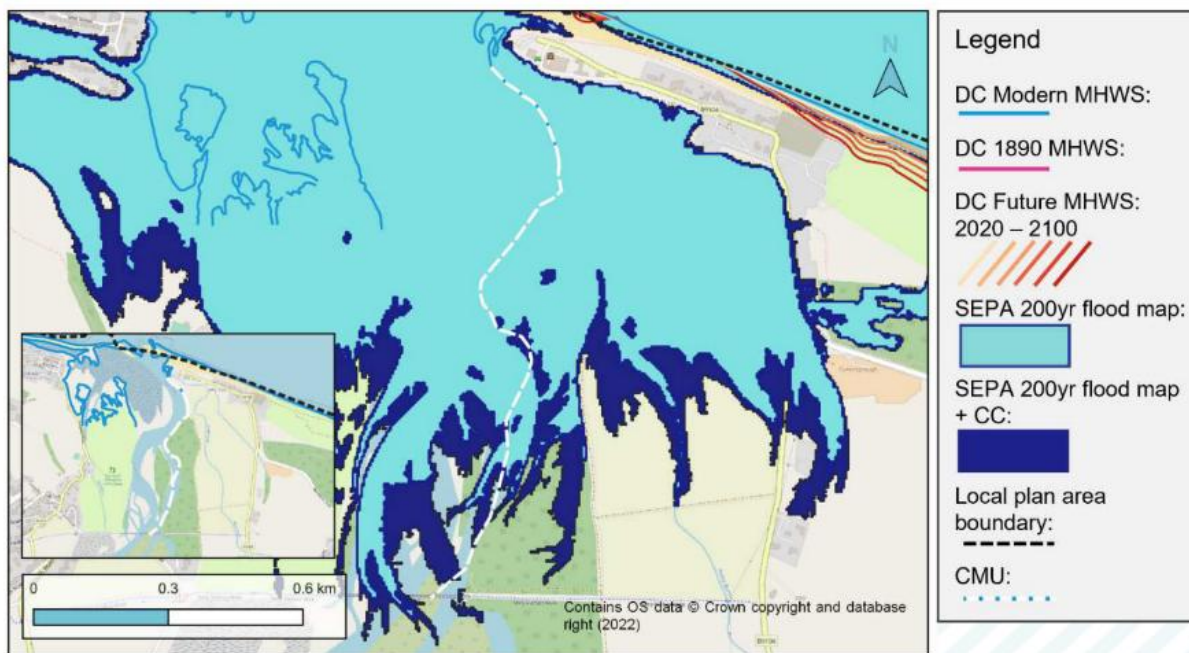 N
B9104
0 0.3 0.6 km
Contains OS data © Crown copyright and database
right (2022)
Legend
DC Modern MHWS:
DC 1890 MHWS:
DC Future MHWS:
2020 – 2100
SEPA 200yr flood map:
SEPA 200yr flood map
+ CC:
Local plan area
boundary:
CMU: